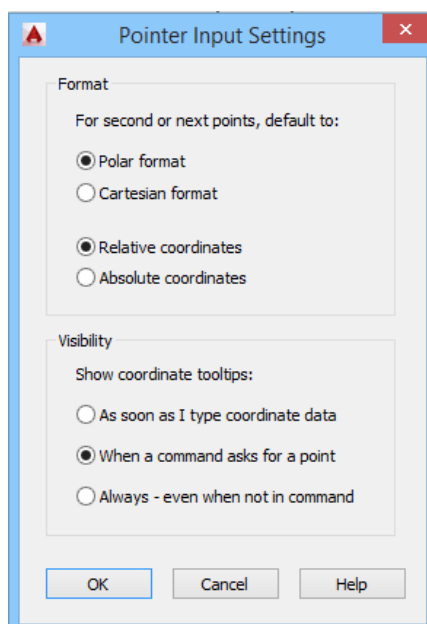 Pointer Input Settings
Format
For second or next points, default to:
Polar format
Cartesian format
Relative coordinates
Absolute coordinates
Visibility
Show coordinate tooltips:
As soon as I type coordinate data
When a command asks for a point
Always - even when not in command
OK
Cancel
Help